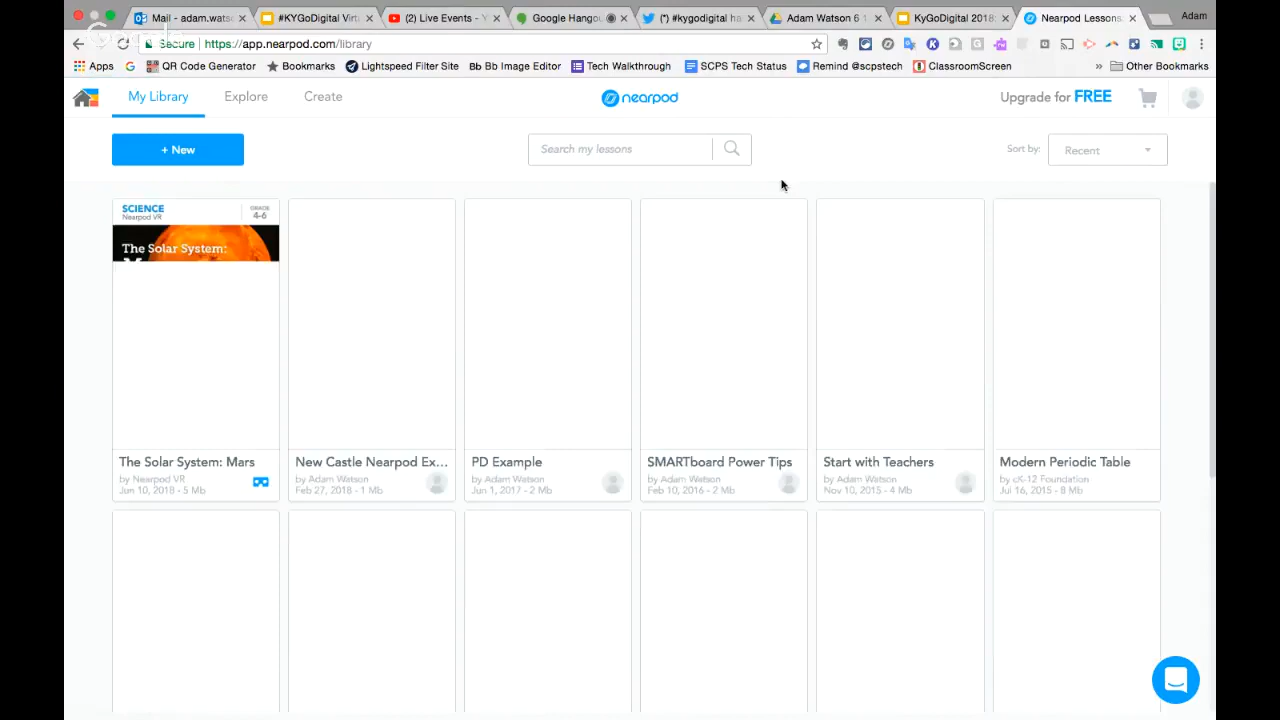 Mail - adam.watso
#KYGoDigital Virtu
(2) Live Events - Y
Google Hangou
(*) #kygodigital ha
Adam Watson 6 1
KyGoDigital 2018:
Nearpod Lessons
Adam
Google
Secure
https://app.nearpod.com/library
Apps
QR Code Generator
Bookmarks
Lightspeed Filter Site
Bb Bb Image Editor
Tech Walkthrough
SCPS Tech Status
Remind @scpstech
ClassroomScreen
»
Other Bookmarks
My Library
Explore
Create
nearpod
Upgrade for FREE
+ New
Search my lessons
Sort by:
Recent
SCIENCE
Nearpod VR
GRADE
4-6
The Solar System:
The Solar System: Mars
by Nearpod VR
Jun 10, 2018 - 5 Mb
New Castle Nearpod Ex...
by Adam Watson
Feb 27, 2018 - 1 Mb
PD Example
by Adam Watson
Jun 1, 2017 - 2 Mb
SMARTboard Power Tips
by Adam Watson
Feb 10, 2016 - 2 Mb
Start with Teachers
by Adam Watson
Nov 10, 2015 - 4 Mb
Modern Periodic Table
by cK-12 Foundation
Jul 16, 2015 - 8 Mb